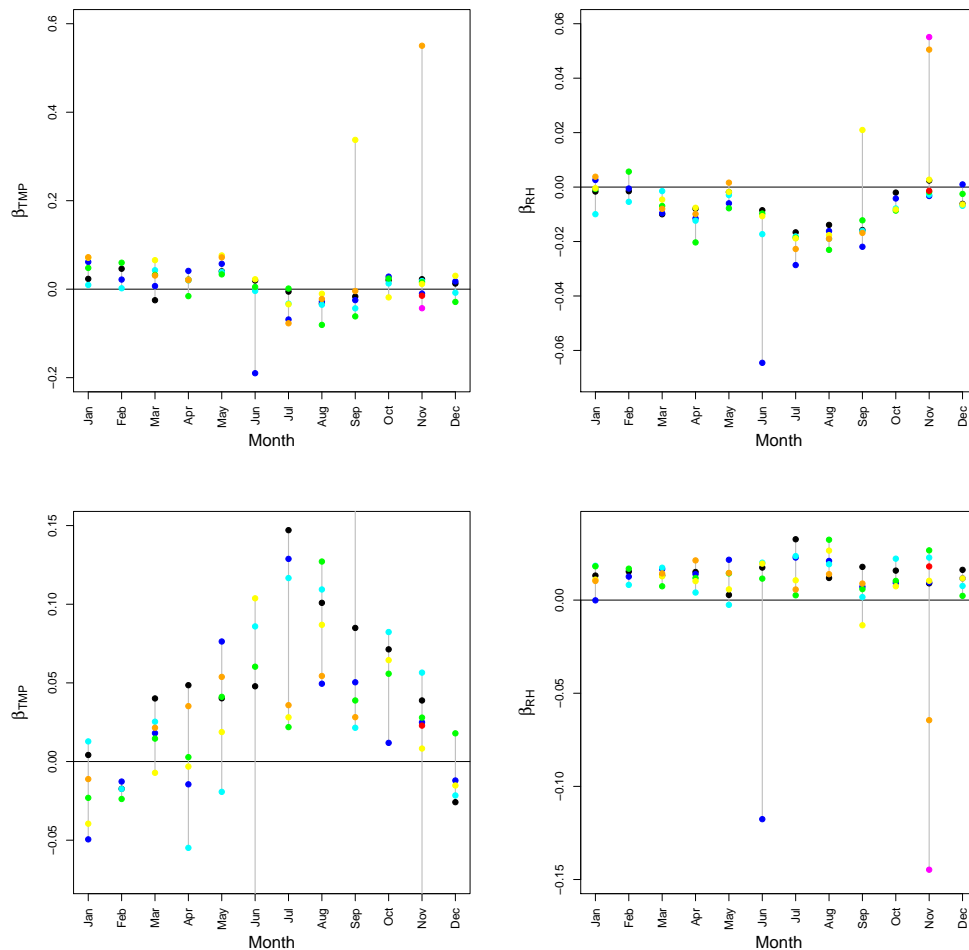 0.6
0.4
0.2
0.0
−0.2
βTMP
Jan Feb Mar Apr May Jun Jul Aug Sep Oct Nov Dec
Month
0.06
0.04
0.02
0.00
−0.02
−0.04
−0.06
βRH
Jan Feb Mar Apr May Jun Jul Aug Sep Oct Nov Dec
Month
0.15
0.10
0.05
0.00
−0.05
βTMP
Jan Feb Mar Apr May Jun Jul Aug Sep Oct Nov Dec
Month
0.00
−0.05
−0.10
−0.15
βRH
Jan Feb Mar Apr May Jun Jul Aug Sep Oct Nov Dec
Month